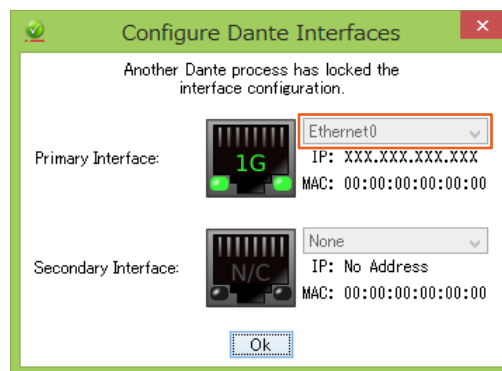 Configure Dante Interfaces
Another Dante process has locked the
interface configuration.
Primary Interface:
1G
Ethernet0
IP: XXX.XXX.XXX.XXX
MAC: 00:00:00:00:00:00
Secondary Interface:
N/C
None
IP: No Address
MAC: 00:00:00:00:00:00
Ok